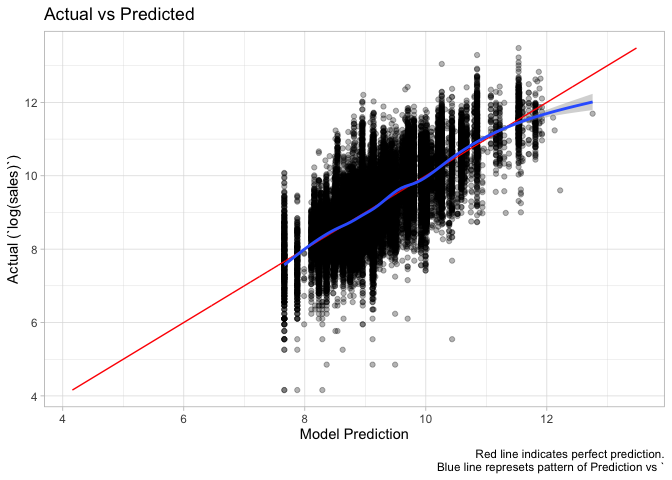 Actual vs Predicted
Actual (`log(sales)`)
12
10
8
6
4
4
6
8
10
12
Model Prediction
Red line indicates perfect prediction.
Blue line represets pattern of Prediction vs `